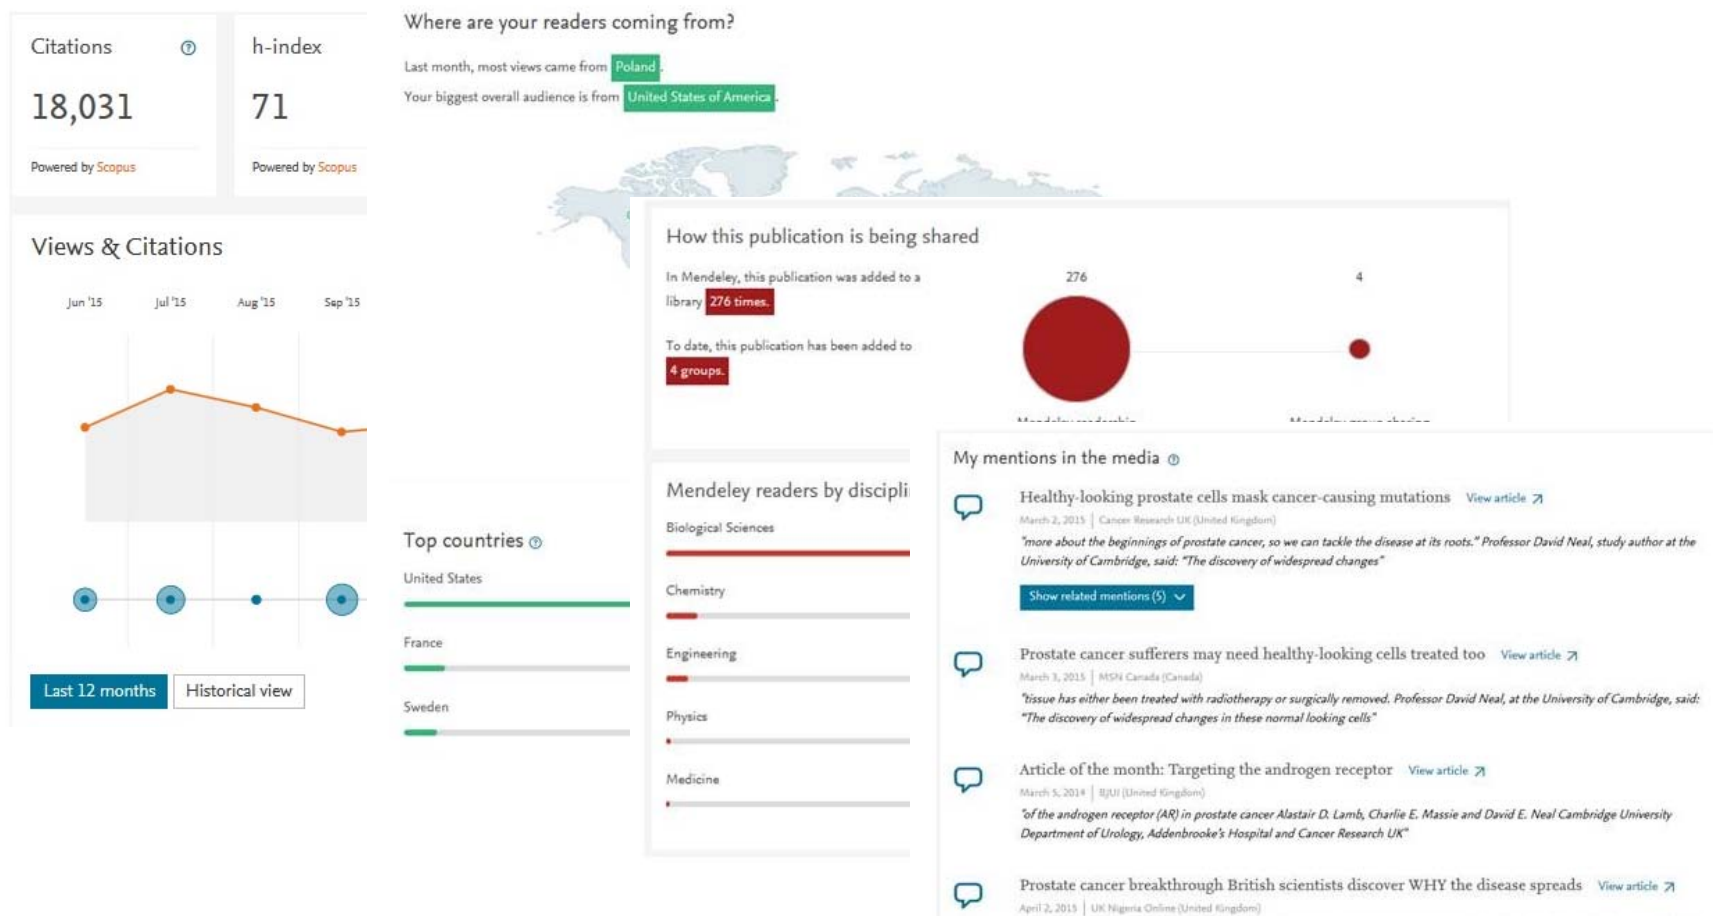 Citations
18,031
Powered by Scopus
h-index
71
Powered by Scopus
Views & Citations
Jun '15 Jul '15 Aug '15 Sep '15
Last 12 months Historical view
Where are your readers coming from?
Last month, most views came from Poland.
Your biggest overall audience is from United States of America.
Top countries
United States
France
Sweden
How this publication is being shared
In Mendeley, this publication was added to a
library 276 times.
To date, this publication has been added to
4 groups.
276 4
Mendeley readers by discipli
Biological Sciences
Chemistry
Engineering
Physics
Medicine
My mentions in the media
Healthy-looking prostate cells mask cancer-causing mutations View article
March 2, 2015 | Cancer Research UK (United Kingdom)
"more about the beginnings of prostate cancer, so we can tackle the disease at its roots." Professor David Neal, study author at the
University of Cambridge, said: "The discovery of widespread changes"
Show related mentions (5)
Prostate cancer sufferers may need healthy-looking cells treated too View article
March 3, 2015 | MSN Canada (Canada)
"tissue has either been treated with radiotherapy or surgically removed. Professor David Neal, at the University of Cambridge, said:
"The discovery of widespread changes in these normal looking cells"
Article of the month: Targeting the androgen receptor View article
March 5, 2014 | BJUI (United Kingdom)
"of the androgen receptor (AR) in prostate cancer Alastair D. Lamb, Charlie E. Massie and David E. Neal Cambridge University
Department of Urology, Addenbrooke's Hospital and Cancer Research UK"
Prostate cancer breakthrough British scientists discover WHY the disease spreads View article
April 2, 2015 | UK Nigeria Online (United Kingdom)